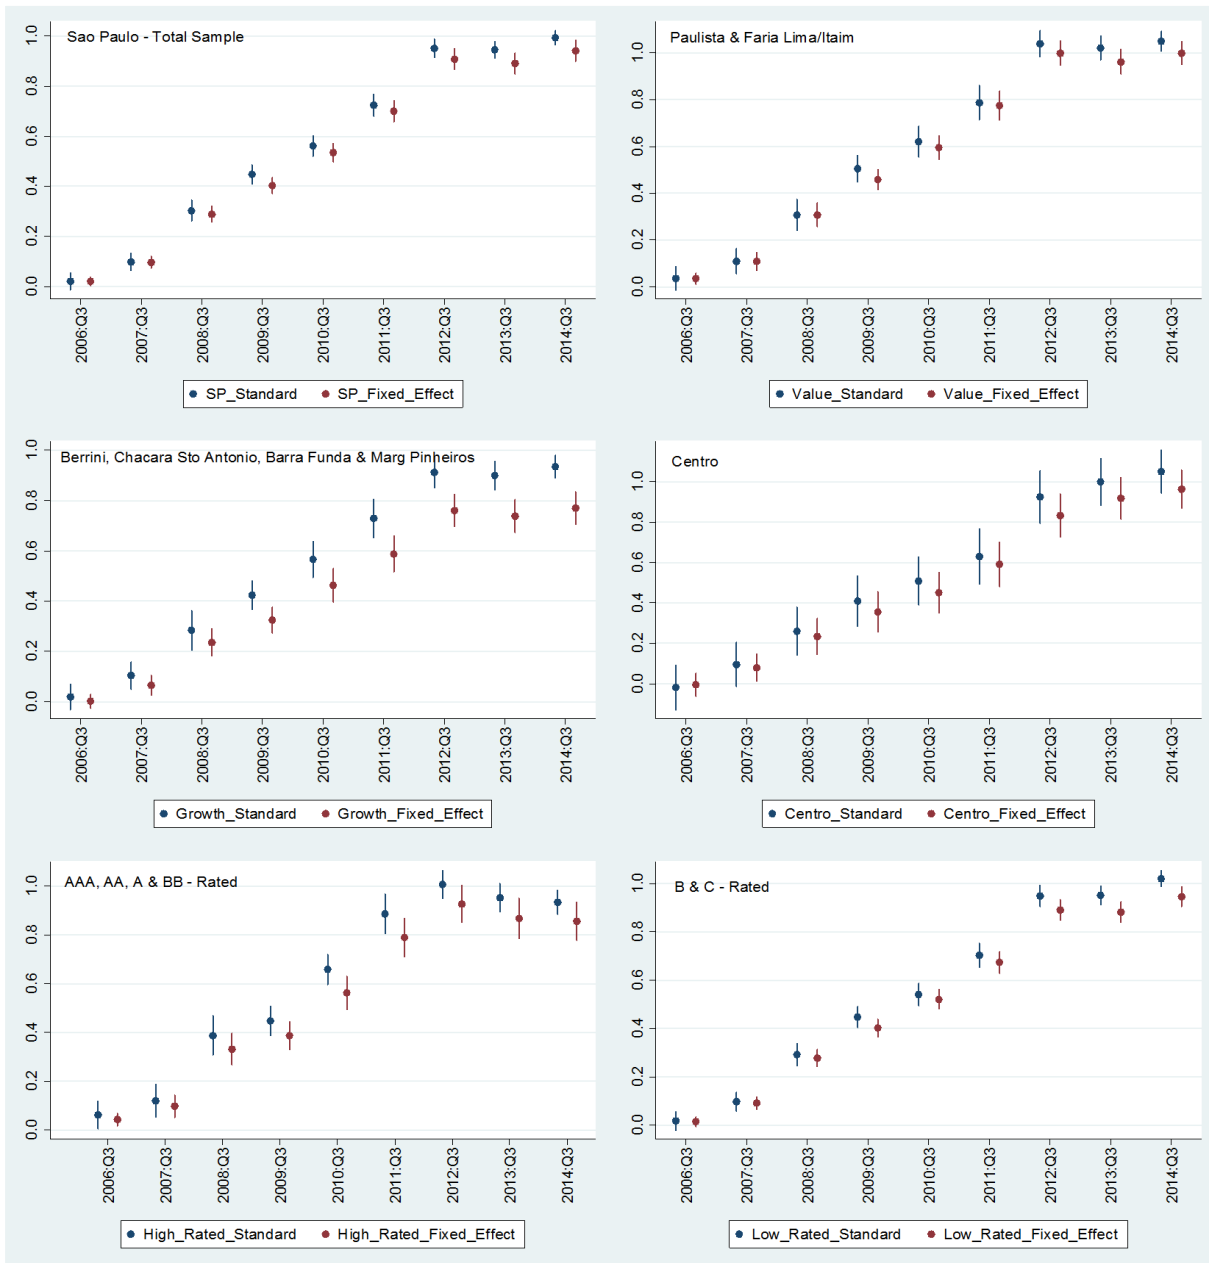 Sao Paulo - Total Sample
1.0
0.8
0.6
0.4
0.2
0.0
2006:Q3 2007:Q3 2008:Q3 2009:Q3 2010:Q3 2011:Q3 2012:Q3 2013:Q3 2014:Q3
SP_Standard SP_Fixed_Effect
Paulista & Faria Lima/Itaim
1.0
0.8
0.6
0.4
0.2
0.0
2006:Q3 2007:Q3 2008:Q3 2009:Q3 2010:Q3 2011:Q3 2012:Q3 2013:Q3 2014:Q3
Value_Standard Value_Fixed_Effect
Berrini, Chacara Sto Antonio, Barra Funda & Marg Pinheiros
1.0
0.8
0.6
0.4
0.2
0.0
2006:Q3 2007:Q3 2008:Q3 2009:Q3 2010:Q3 2011:Q3 2012:Q3 2013:Q3 2014:Q3
Growth_Standard Growth_Fixed_Effect
Centro
1.0
0.8
0.6
0.4
0.2
0.0
2006:Q3 2007:Q3 2008:Q3 2009:Q3 2010:Q3 2011:Q3 2012:Q3 2013:Q3 2014:Q3
Centro_Standard Centro_Fixed_Effect
AAA, AA, A & BB - Rated
1.0
0.8
0.6
0.4
0.2
0.0
2006:Q3 2007:Q3 2008:Q3 2009:Q3 2010:Q3 2011:Q3 2012:Q3 2013:Q3 2014:Q3
High_Rated_Standard High_Rated_Fixed_Effect
B & C - Rated
1.0
0.8
0.6
0.4
0.2
0.0
2006:Q3 2007:Q3 2008:Q3 2009:Q3 2010:Q3 2011:Q3 2012:Q3 2013:Q3 2014:Q3
Low_Rated_Standard Low_Rated_Fixed_Effect